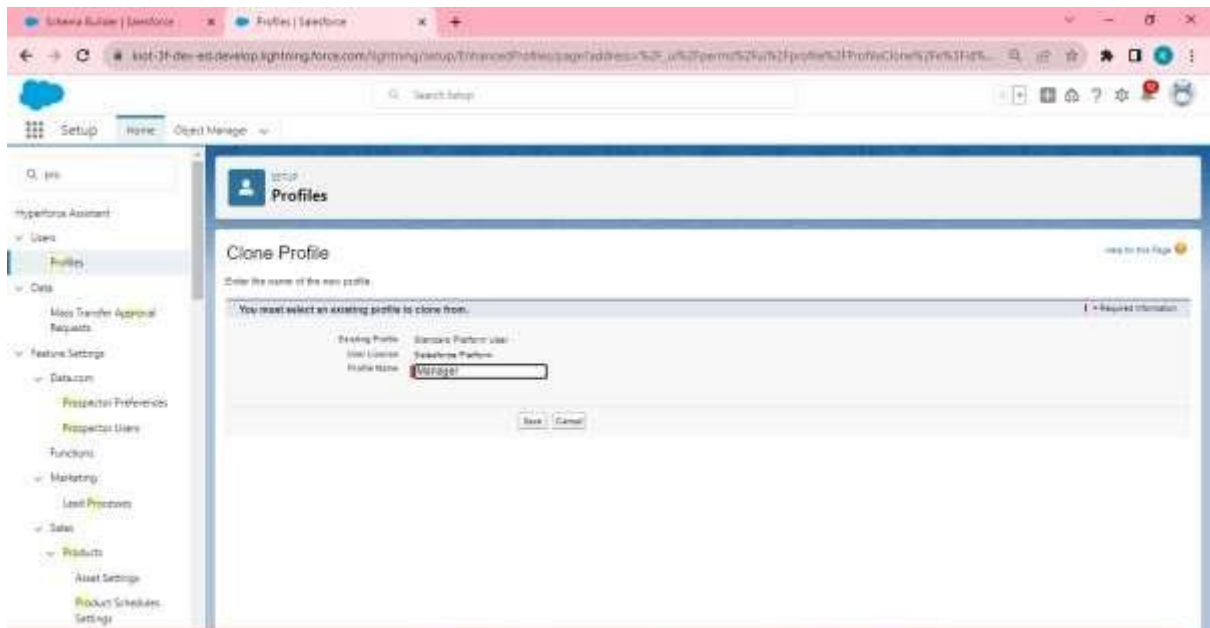 Schema Builder | Salesforce
Profiles | Salesforce
Search Setup
Setup
Home
Object Manager
pro
SETUP
Profiles
Hyperforce Assistant
Users
Profiles
Data
Mass Transfer Approval
Requests
Feature Settings
Data.com
Prospector Preferences
Prospector Users
Functions
Marketing
Lead Processes
Sales
Products
Asset Settings
Product Schedules
Settings
Clone Profile
Help for this Page
Enter the name of the new profile.
You must select an existing profile to clone from.
= Required Information
Existing Profile Standard Platform User
User License Salesforce Platform
Profile Name Manager
Save Cancel